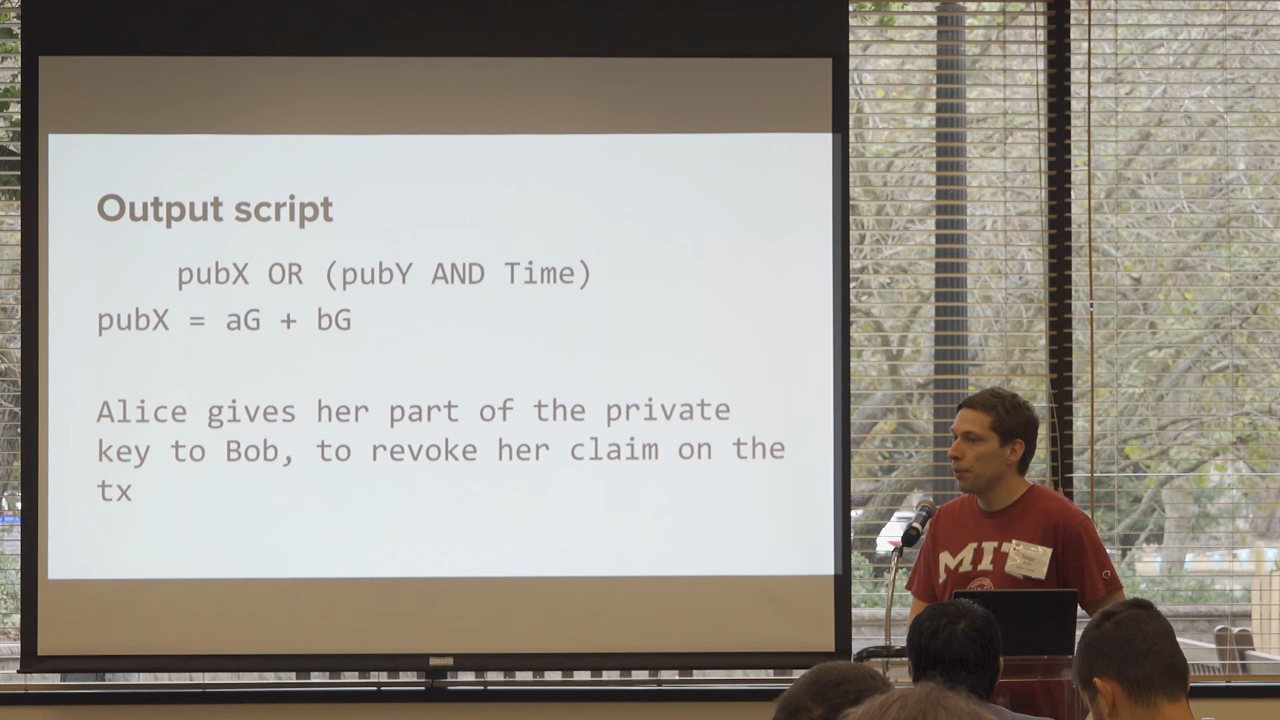 Output script
pubX OR (pubY AND Time)
pubX = aG + bG
Alice gives her part of the private
key to Bob, to revoke her claim on the
tx
MIT